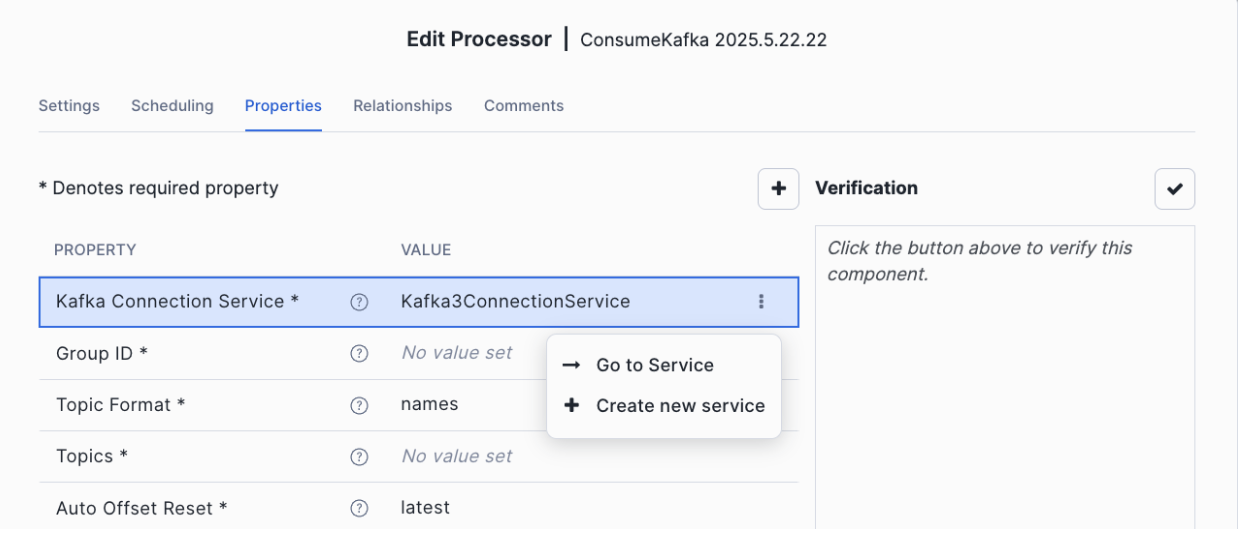 Edit Processor | ConsumeKafka 2025.5.22.22
Settings Scheduling Properties Relationships Comments
* Denotes required property
Verification
PROPERTY VALUE
Click the button above to verify this
component.
Kafka Connection Service * Kafka3ConnectionService
Group ID * No value set
Go to Service
Topic Format * names
Create new service
Topics * No value set
Auto Offset Reset * latest